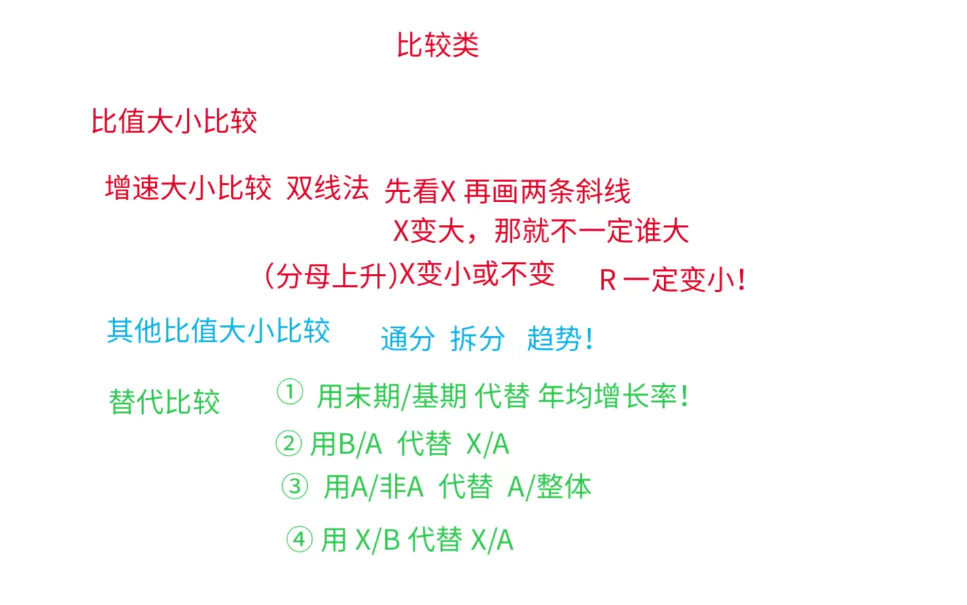 比较类
比值大小比较
增速大小比较 双线法 先看X 再画两条斜线
X变大，那就不一定谁大
（分母上升）X变小或不变 R 一定变小！
其他比值大小比较 通分 拆分 趋势！
替代比较 ① 用末期/基期 代替 年均增长率！
② 用B/A 代替 X/A
③ 用A/非A 代替 A/整体
④ 用 X/B 代替 X/A